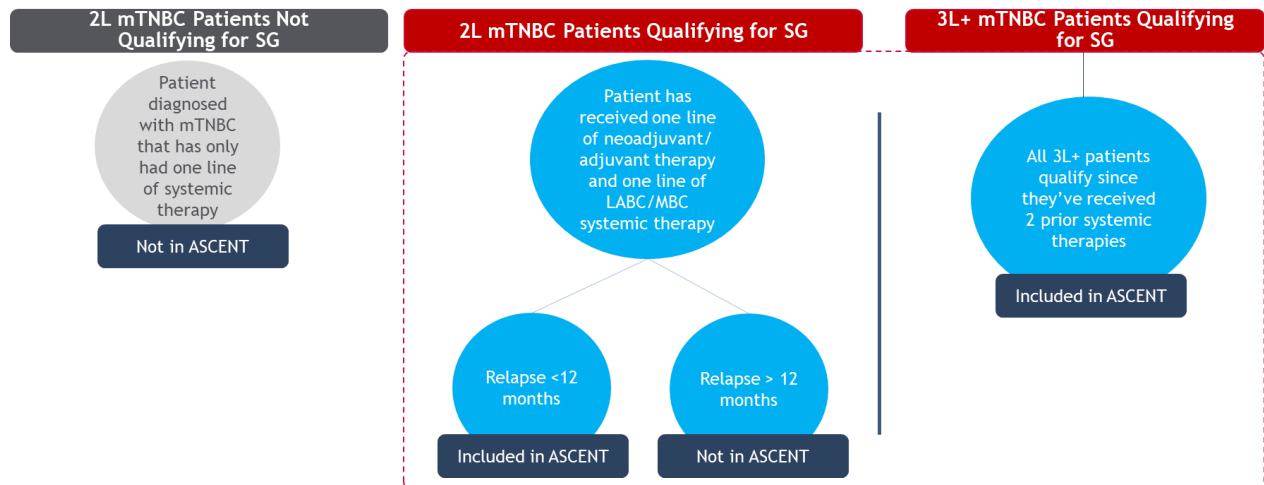 2L mTNBC Patients Not
Qualifying for SG
Patient
diagnosed
with mTNBC
that has only
had one line
of systemic
therapy
Not in ASCENT
2L mTNBC Patients Qualifying for SG
Patient has
received one line
of neoadjuvant/
adjuvant therapy
and one line of
LABC/MBC
systemic therapy
Relapse <12
months
Included in ASCENT
Relapse > 12
months
Not in ASCENT
3L+ mTNBC Patients Qualifying
for SG
All 3L+ patients
qualify since
they’ve received
2 prior systemic
therapies
Included in ASCENT